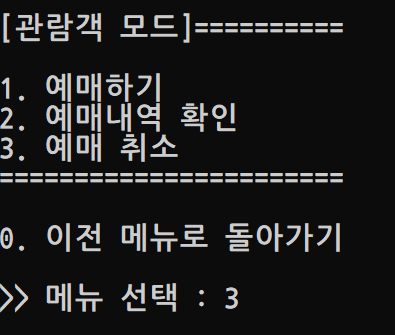 [관람객 모드]==========
1. 예매하기
2. 예매내역 확인
3. 예매 취소
=======================
0. 이전 메뉴로 돌아가기
>> 메뉴 선택 : 3